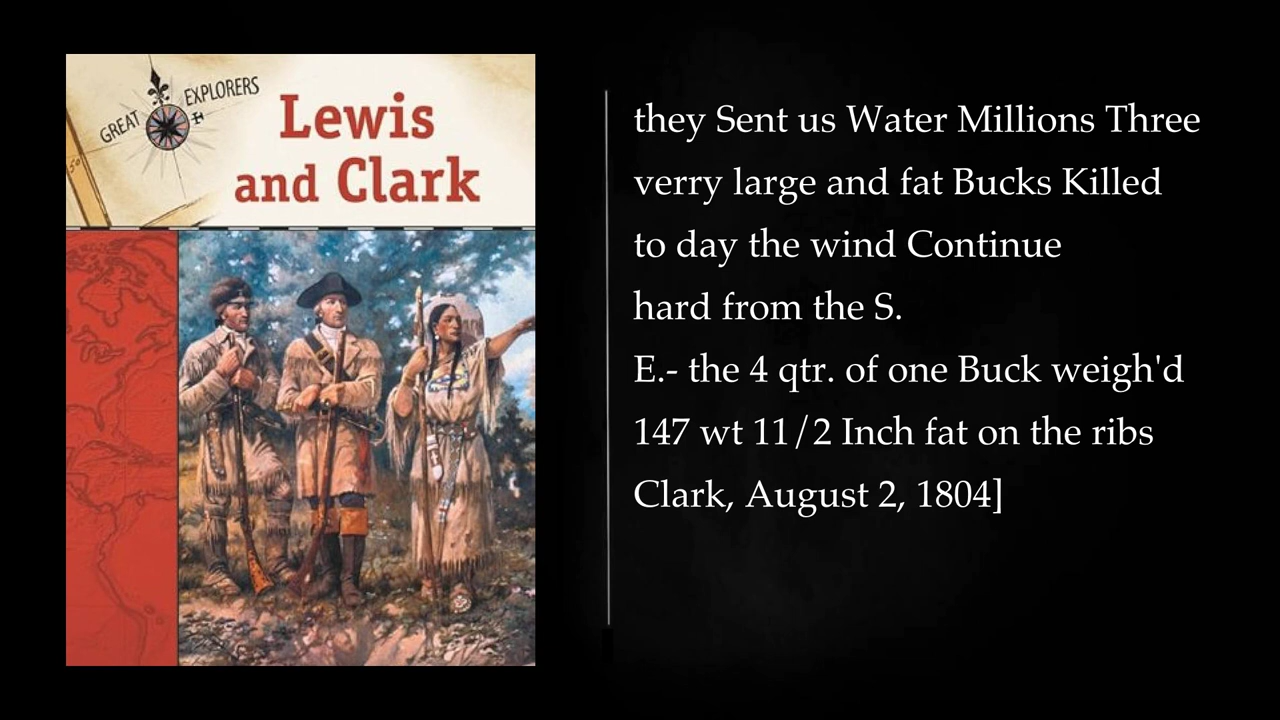 GREAT EXPLORERS
Lewis
and Clark
50
they Sent us Water Millions Three
verry large and fat Bucks Killed
to day the wind Continue
hard from the S.
E.- the 4 qtr. of one Buck weigh'd
147 wt 11/2 Inch fat on the ribs
Clark, August 2, 1804]